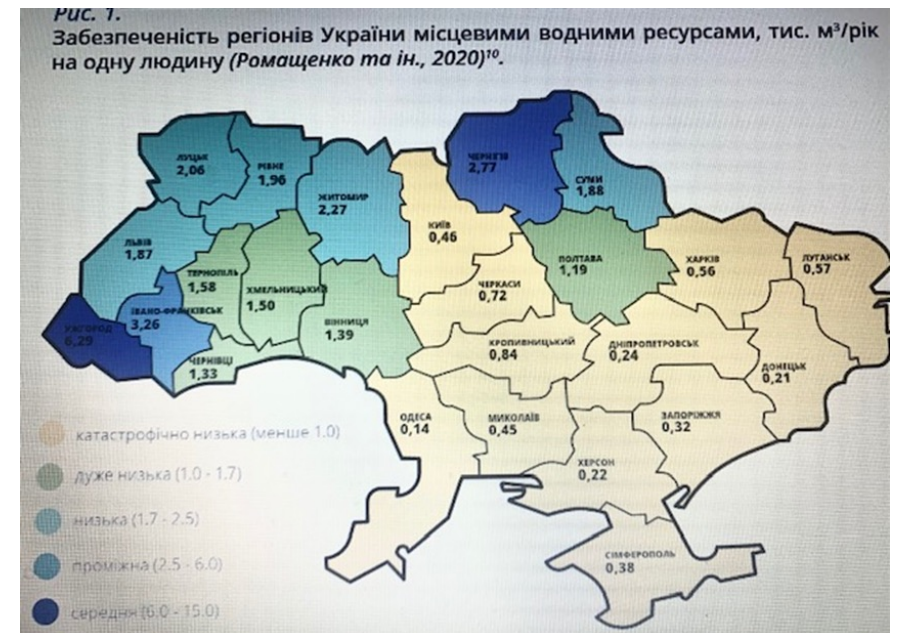 Рис. 1.
Забезпеченість регіонів України місцевими водними ресурсами, тис. м³/рік
на одну людину (Ромащенко та ін., 2020)¹⁰.
ЛУЦЬК
2,06
РІВНЕ
1,96
ЖИТОМИР
2,27
ЧЕРНІГІВ
2,77
СУМИ
1,88
КИЇВ
0,46
ЛЬВІВ
1,87
ТЕРНОПІЛЬ
1,58
ХМЕЛЬНИЦЬКИЙ
1,50
ПОЛТАВА
1,19
ХАРКІВ
0,56
ЛУГАНСЬК
0,57
ЧЕРКАСИ
0,72
ІВАНО-ФРАНКІВСЬК
3,26
ВІННИЦЯ
1,39
УЖГОРОД
6,29
КРОПИВНИЦЬКИЙ
0,84
ДНІПРОПЕТРОВСЬК
0,24
ЧЕРНІВЦІ
1,33
ДОНЕЦЬК
0,21
ОДЕСА
0,14
МИКОЛАЇВ
0,45
ЗАПОРІЖЖЯ
0,32
ХЕРСОН
0,22
СІМФЕРОПОЛЬ
0,38
катастрофічно низька (менше 1.0)
дуже низька (1.0 - 1.7)
низька (1.7 - 2.5)
проміжна (2.5 - 6.0)
середня (6.0 - 15.0)